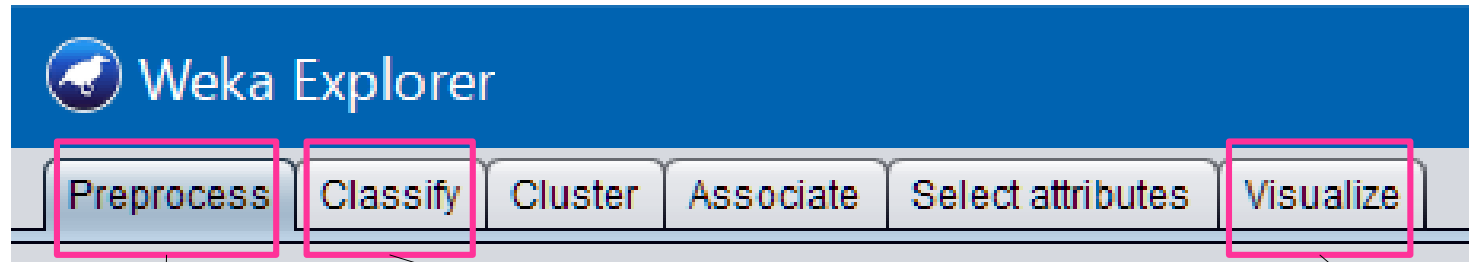 Weka Explorer
Preprocess Classify Cluster Associate Select attributes Visualize